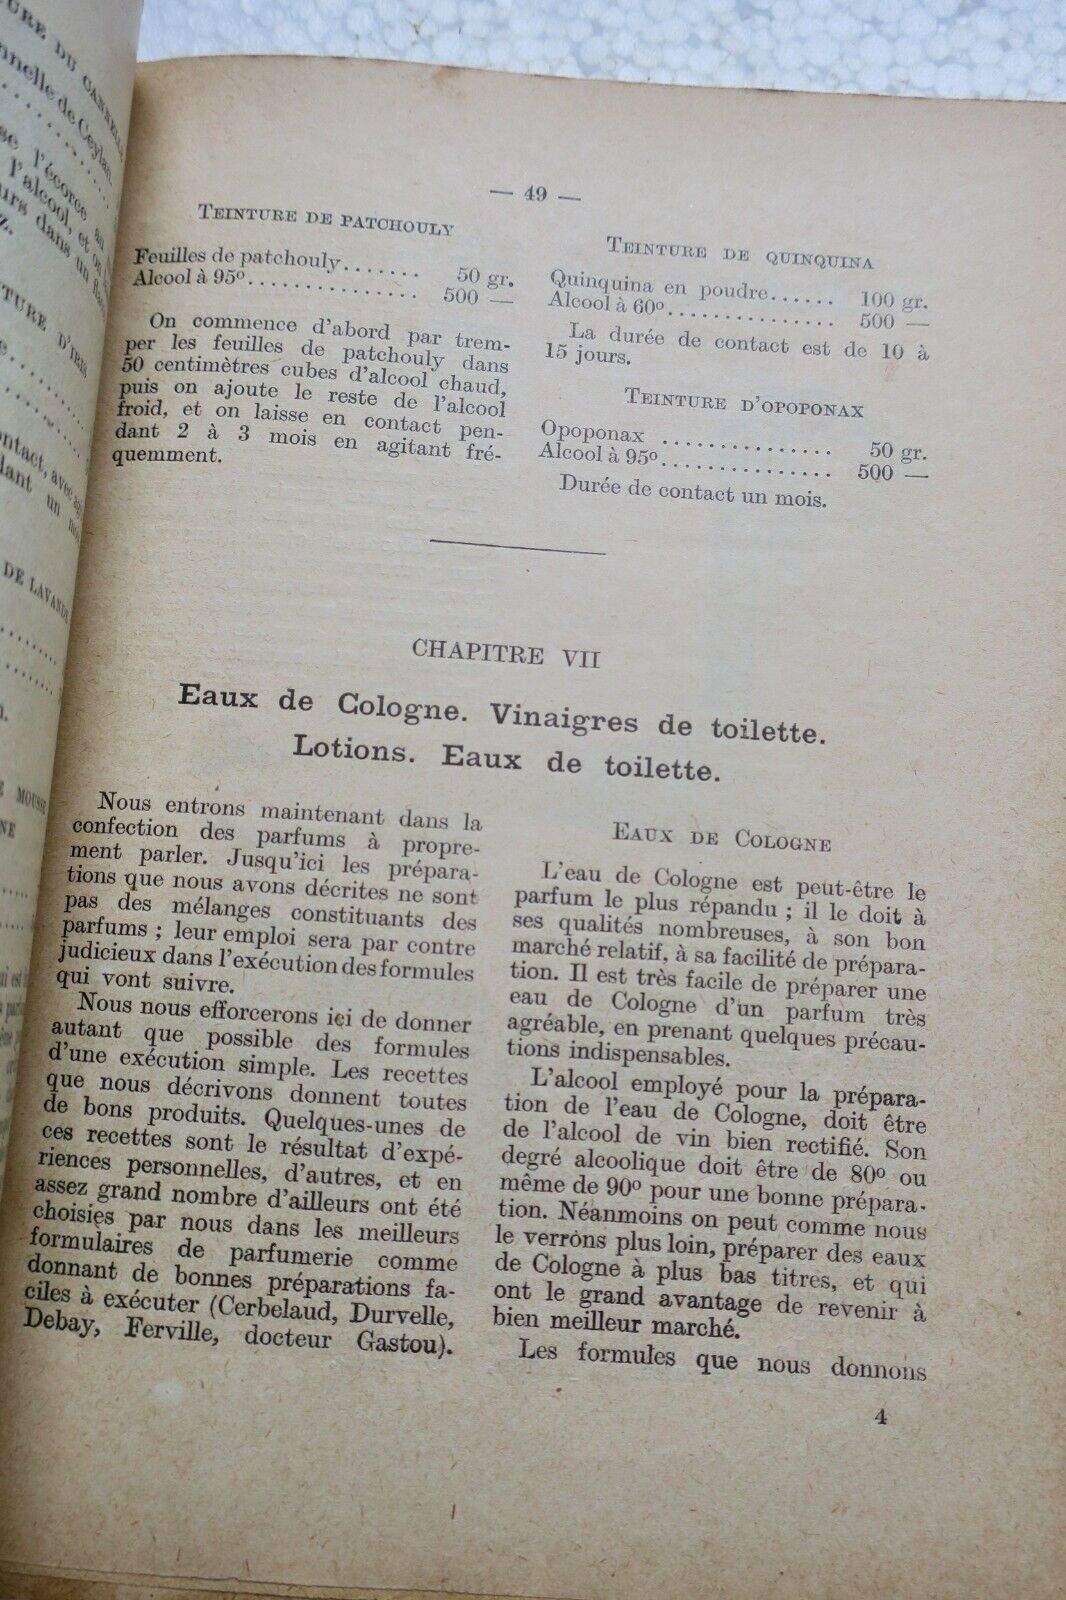 — 49 —
TEINTURE DE PATCHOULY
Feuilles de patchouly....... 50 gr.
Alcool à 95º............... 500 —
On commence d'abord par trem-
per les feuilles de patchouly dans
50 centimètres cubes d'alcool chaud,
puis on ajoute le reste de l'alcool
froid, et on laisse en contact pen-
dant 2 à 3 mois en agitant fré-
quemment.
TEINTURE DE QUINQUINA
Quinquina en poudre...... 100 gr.
Alcool à 60º............... 500 —
La durée de contact est de 10 à
15 jours.
TEINTURE D'OPOPONAX
Opoponax ............... 50 gr.
Alcool à 95º............... 500 —
Durée de contact un mois.
CHAPITRE VII
Eaux de Cologne. Vinaigres de toilette.
Lotions. Eaux de toilette.
Nous entrons maintenant dans la
confection des parfums à propre-
ment parler. Jusqu'ici les prépara-
tions que nous avons décrites ne sont
pas des mélanges constituants des
parfums ; leur emploi sera par contre
judicieux dans l'exécution des formules
qui vont suivre.
Nous nous efforcerons ici de donner
autant que possible des formules
d'une exécution simple. Les recettes
que nous décrivons donnent toutes
de bons produits. Quelques-unes de
ces recettes sont le résultat d'expé-
riences personnelles, d'autres, et en
assez grand nombre d'ailleurs ont été
choisies par nous dans les meilleurs
formulaires de parfumerie comme
donnant de bonnes préparations fa-
ciles à exécuter (Cerbelaud, Durvelle,
Debay, Ferville, docteur Gastou).
EAUX DE COLOGNE
L'eau de Cologne est peut-être le
parfum le plus répandu ; il le doit à
ses qualités nombreuses, à son bon
marché relatif, à sa facilité de prépara-
tion. Il est très facile de préparer une
eau de Cologne d'un parfum très
agréable, en prenant quelques précau-
tions indispensables.
L'alcool employé pour la prépara-
tion de l'eau de Cologne, doit être
de l'alcool de vin bien rectifié. Son
degré alcoolique doit être de 80º ou
même de 90º pour une bonne prépara-
tion. Néanmoins on peut comme nous
le verrons plus loin, préparer des eaux
de Cologne à plus bas titres, et qui
ont le grand avantage de revenir à
bien meilleur marché.
Les formules que nous donnons
4